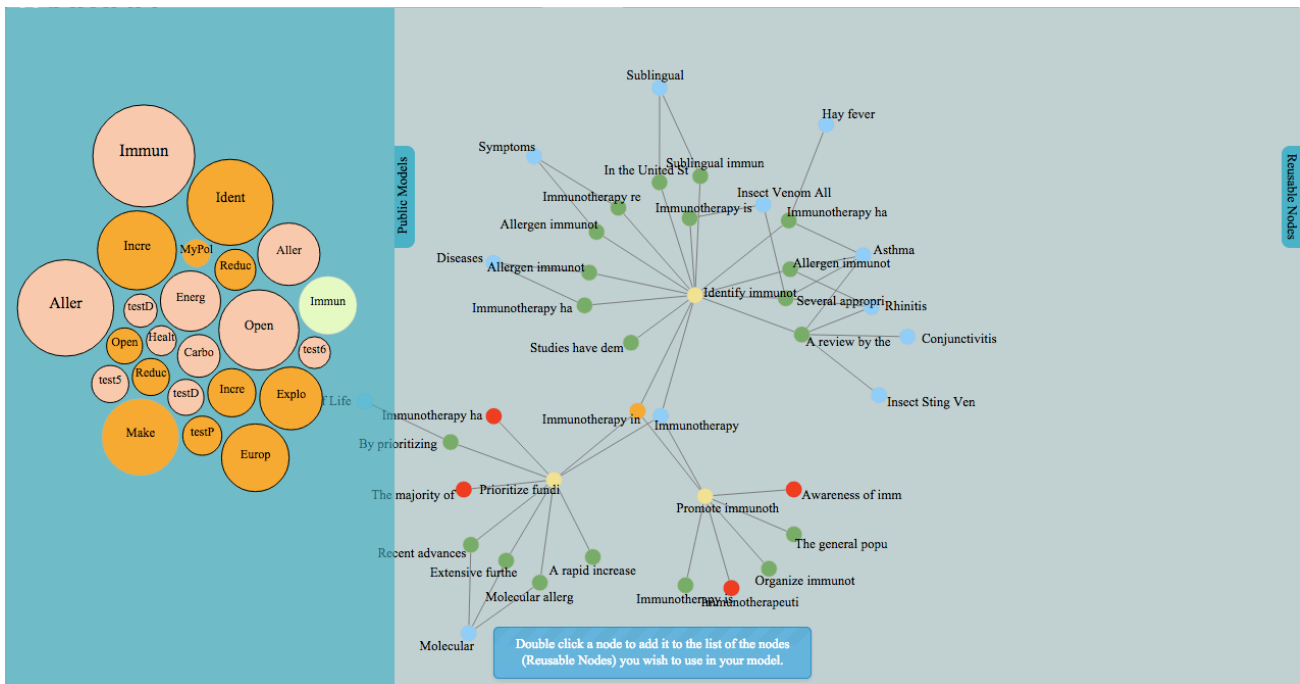 Immun
Ident
Incre
MyPol
Reduc
Aller
Aller
testD
Energ
Immun
Open
Healt
Open
Carbo
test6
test5
Reduc
testD
Incre
Explo
Make
testP
Europ
Public Models
Reusable Nodes
Sublingual
Hay fever
Symptoms
Sublingual immun
In the United St
Insect Venom All
Immunotherapy re
Immunotherapy is
Immunotherapy ha
Allergen immunot
Asthma
Diseases
Allergen immunot
Allergen immunot
Identify immunot
Several appropri
Rhinitis
Immunotherapy ha
Studies have dem
A review by the
Conjunctivitis
Insect Sting Ven
f Life
Immunotherapy ha
Immunotherapy in
Immunotherapy
By prioritizing
The majority of
Prioritize fundi
Awareness of imm
Promote immunoth
The general popu
Recent advances
Extensive furthe
A rapid increase
Organize immunot
Molecular allerg
Immunotherapy is
Immunotherapeuti
Molecular
Double click a node to add it to the list of the nodes
(Reusable Nodes) you wish to use in your model.